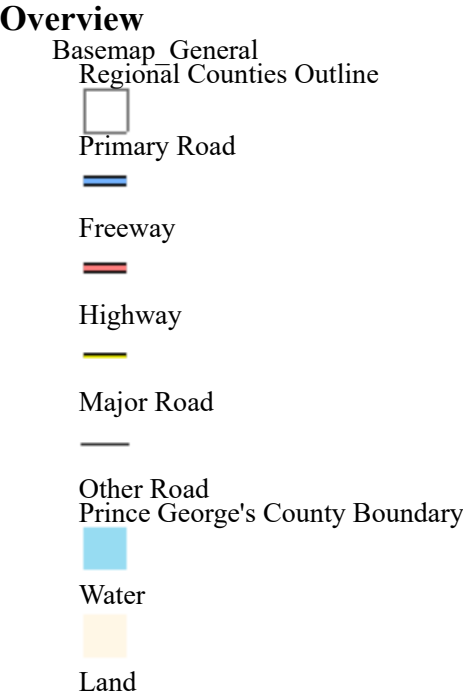 Overview
Basemap_General
Regional Counties Outline
Primary Road
Freeway
Highway
Major Road
Other Road
Prince George's County Boundary
Water
Land